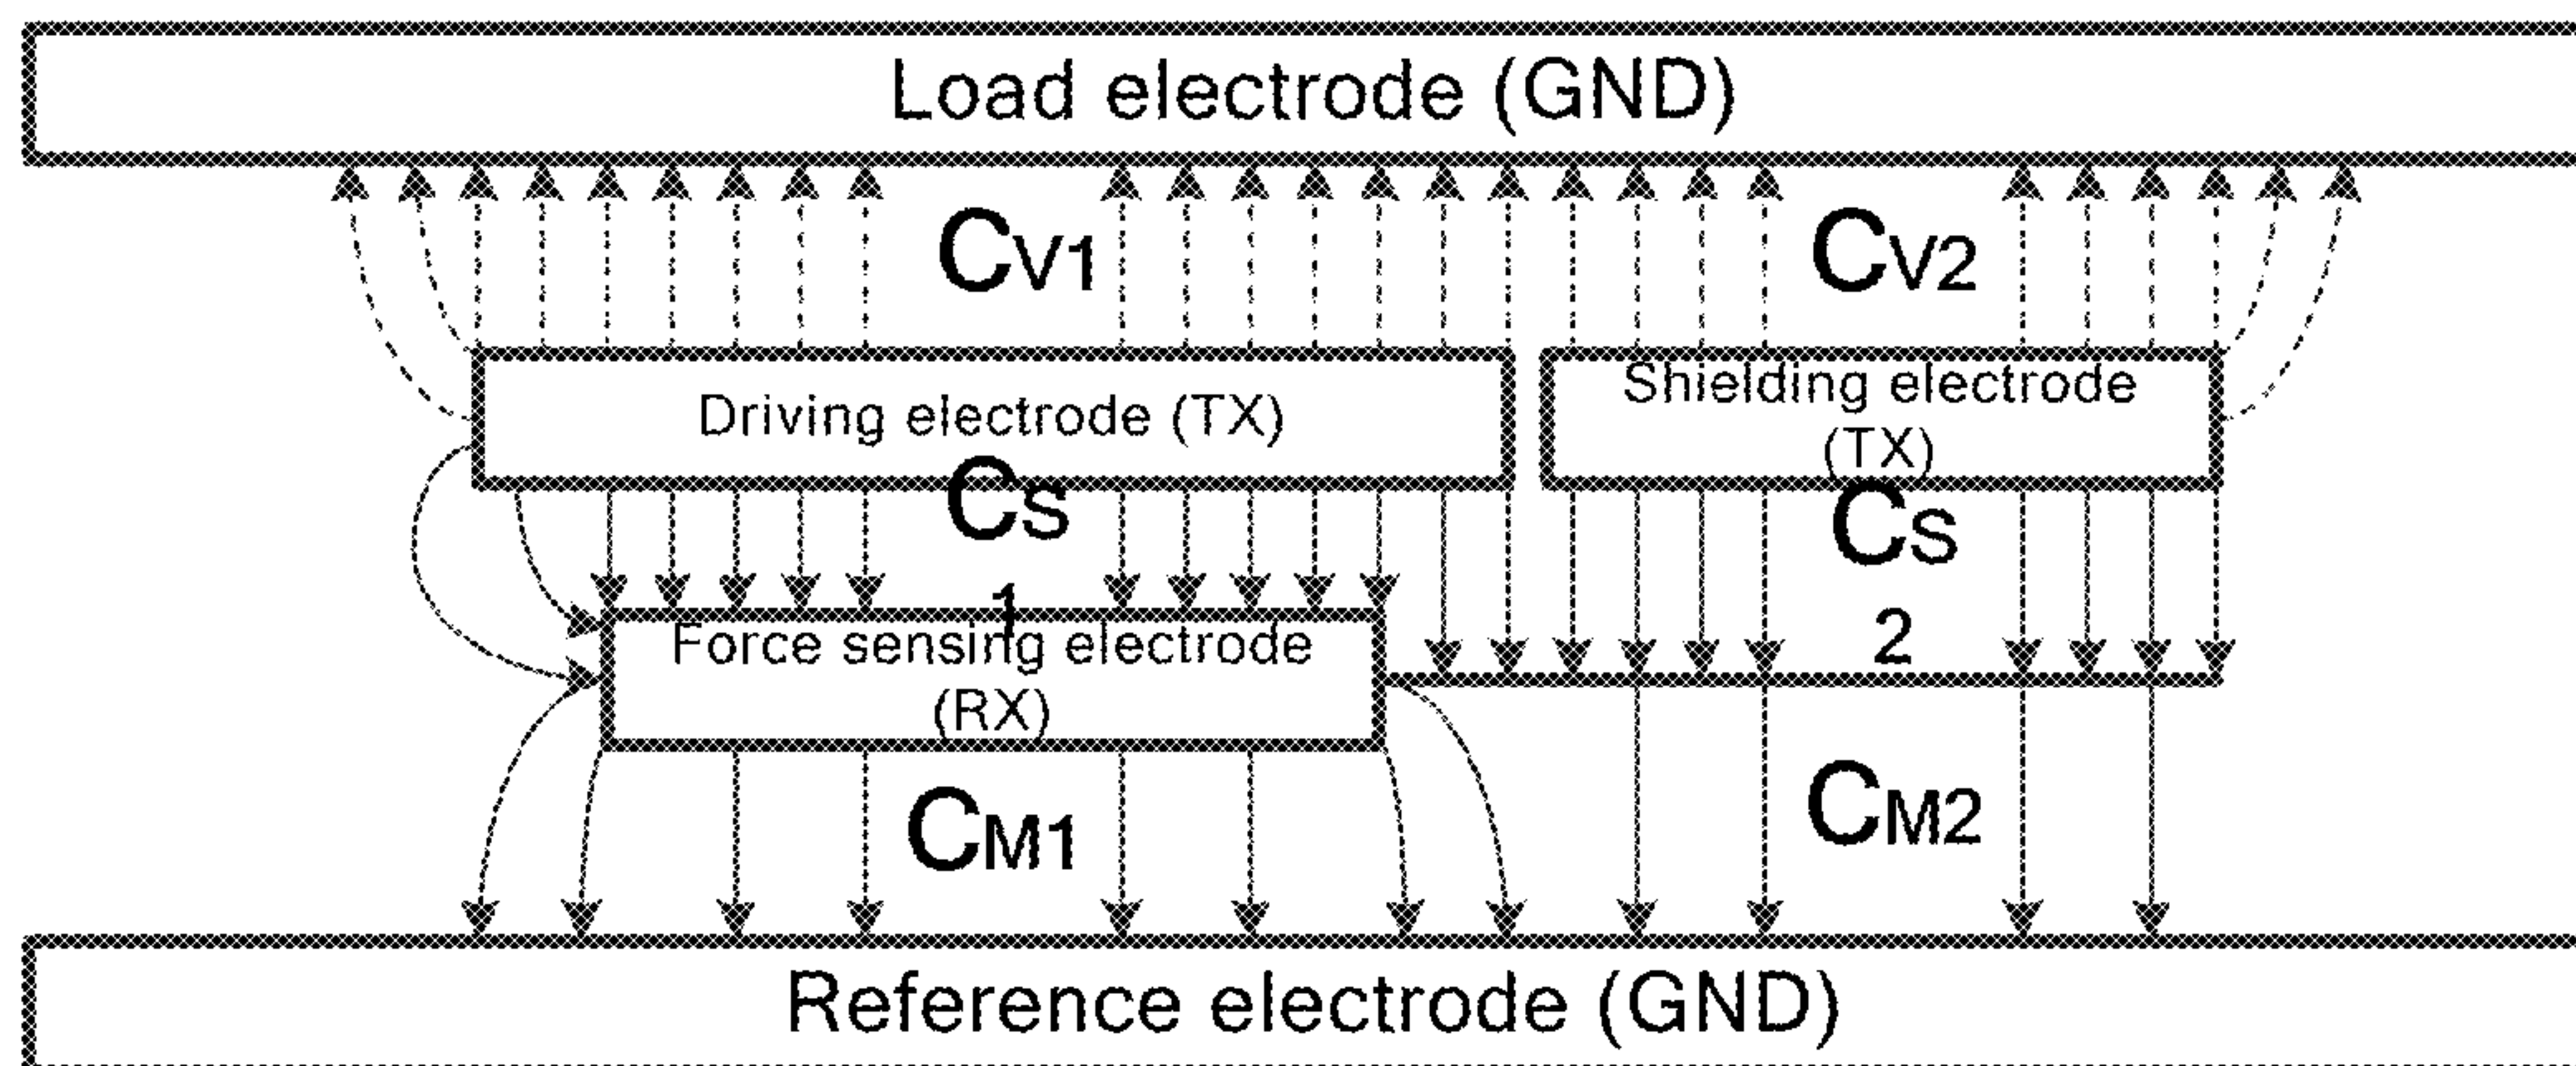 Load electrode (GND)
CV1
CV2
Driving electrode (TX)
Shielding electrode
(TX)
CS
1
CS
2
Force sensing electrode
(RX)
CM1
CM2
Reference electrode (GND)